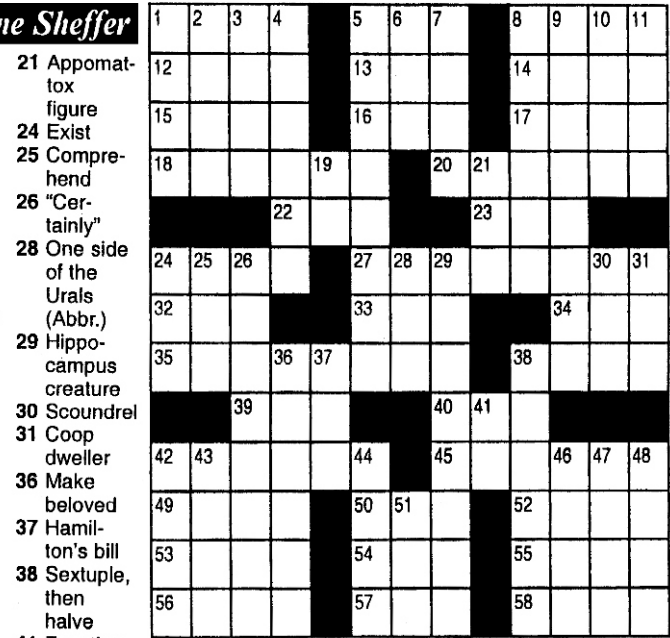 ne Sheffer
21 Appomat-
tox
figure
24 Exist
25 Compre-
hend
26 "Cer-
tainly"
28 One side
of the
Urals
(Abbr.)
29 Hippo-
campus
creature
30 Scoundrel
31 Coop
dweller
36 Make
beloved
37 Hamil-
ton's bill
38 Sextuple,
then
halve
1 2 3 4 5 6 7 8 9 10 11
12 13 14
15 16 17
18 19 20 21
22 23
24 25 26 27 28 29 30 31
32 33 34
35 36 37 38
39 40 41
42 43 44 45 46 47 48
49 50 51 52
53 54 55
56 57 58